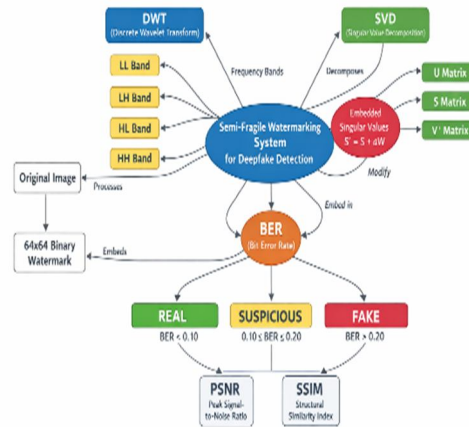 DWT
(Discrete Wavelet Transform)
SVD
(Singular Value Decomposition)
LL Band
LH Band
HL Band
HH Band
Frequency Bands
Decomposes
U Matrix
S Matrix
V' Matrix
Semi-Fragile Watermarking
System
for Deepfake Detection
Embedded
Singular Values
S' = S + αW
Modify
Original Image
Processes
64x64 Binary
Watermark
Embeds
Embed in
BER
(Bit Error Rate)
REAL
SUSPICIOUS
FAKE
BER < 0.10
0.10 ≤ BER ≤ 0.20
BER > 0.20
PSNR
Peak Signal-
to-Noise Ratio
SSIM
Structural
Similarity Index